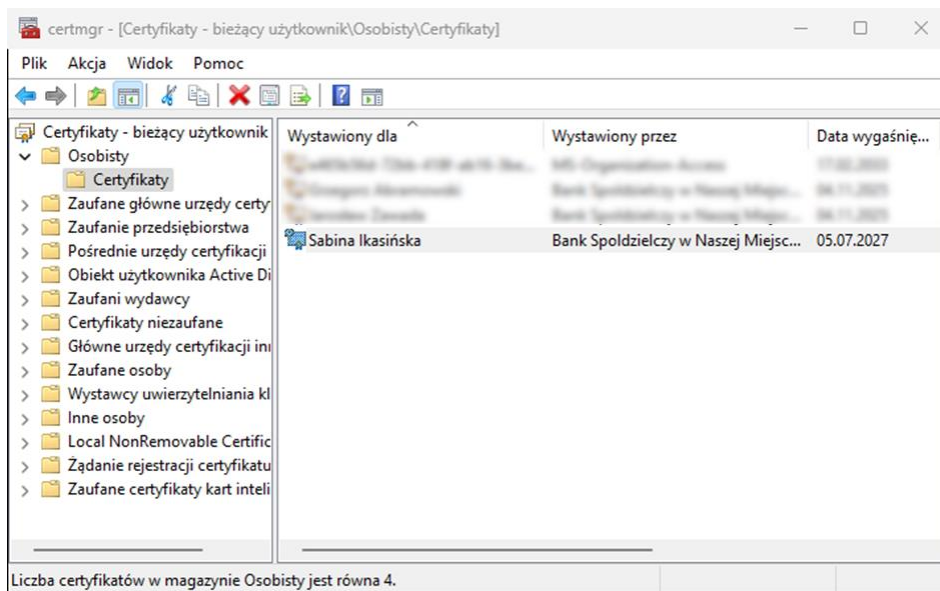 certmgr - [Certyfikaty - bieżący użytkownik\Osobisty\Certyfikaty]
Plik Akcja Widok Pomoc
Certyfikaty - bieżący użytkownik
Osobisty
Certyfikaty
Zaufane główne urzędy certy
Zaufanie przedsiębiorstwa
Pośrednie urzędy certyfikacji
Obiekt użytkownika Active Di
Zaufani wydawcy
Certyfikaty niezaufane
Główne urzędy certyfikacji in
Zaufane osoby
Wystawcy uwierzytelniania kl
Inne osoby
Local NonRemovable Certific
Żądanie rejestracji certyfikatu
Zaufane certyfikaty kart inteli
Wystawiony dla Wystawiony przez Data wygaśnię...
Sabina Ikasińska Bank Spoldzielczy w Naszej Miejsc... 05.07.2027
Liczba certyfikatów w magazynie Osobisty jest równa 4.